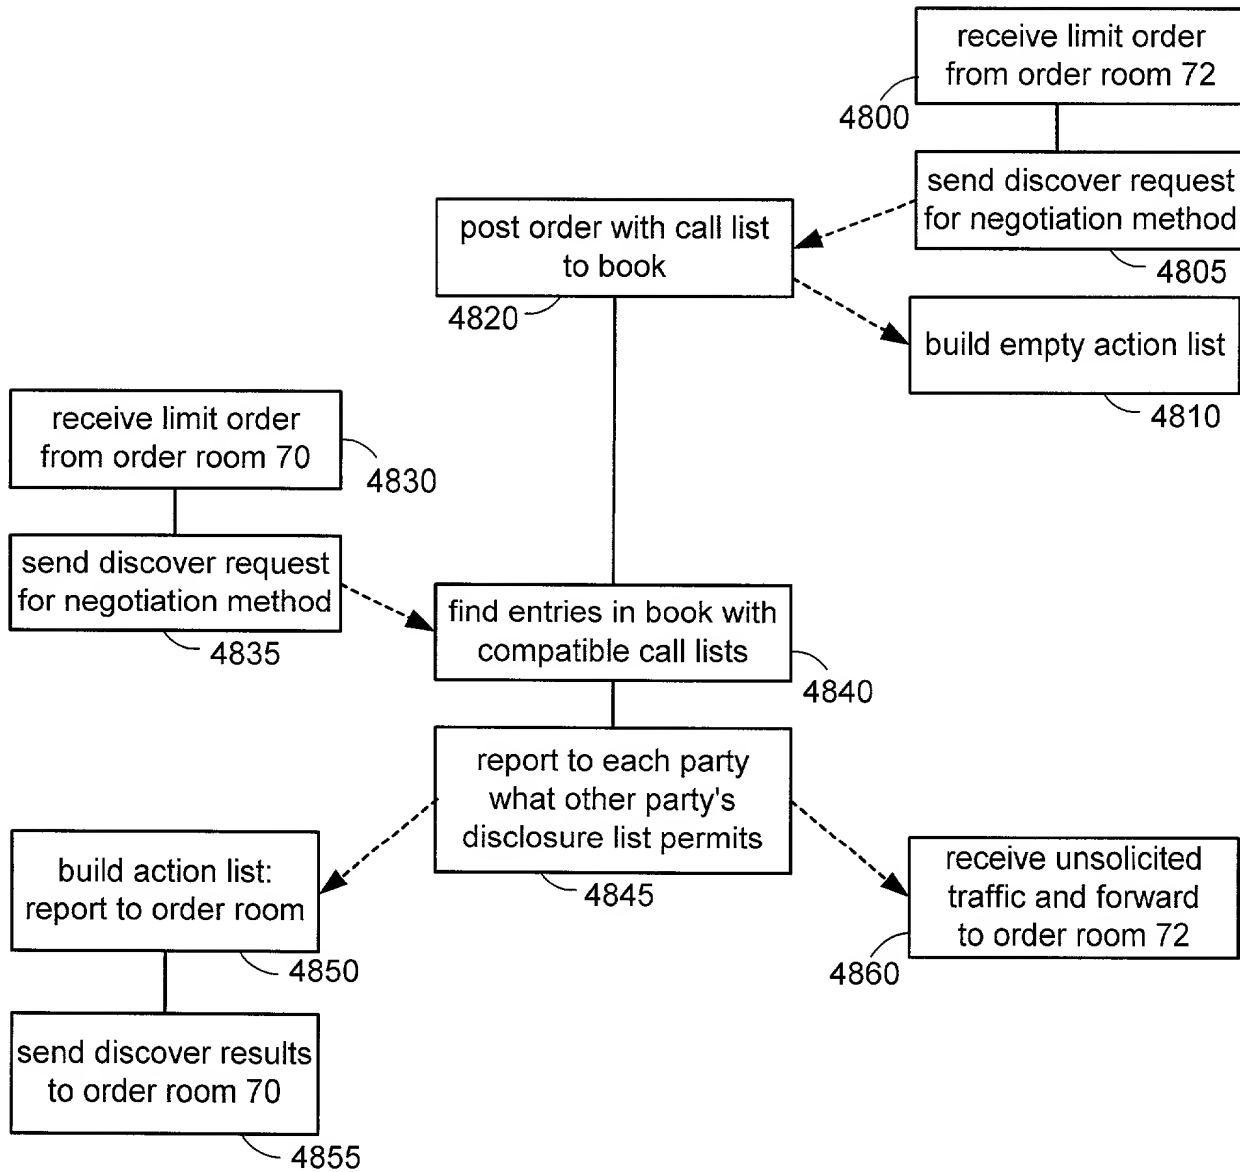 receive limit order
from order room 72
4800
send discover request
for negotiation method
4805
post order with call list
to book
4820
build empty action list
4810
receive limit order
from order room 70
4830
send discover request
for negotiation method
4835
find entries in book with
compatible call lists
4840
report to each party
what other party's
disclosure list permits
4845
build action list:
report to order room
4850
receive unsolicited
traffic and forward
to order room 72
4860
send discover results
to order room 70
4855